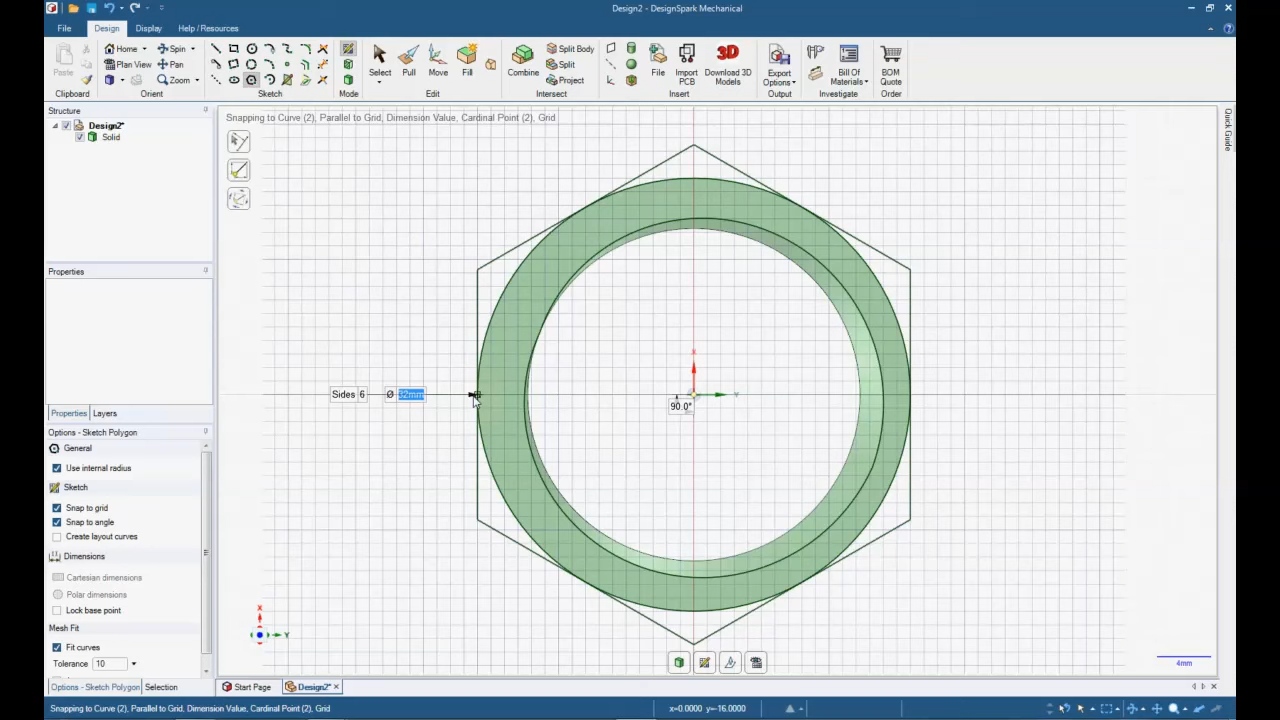 Design2 - DesignSpark Mechanical
File Design Display Help / Resources
Paste
Home Spin
Plan View Pan
Zoom
Select Pull Move Fill
Combine
Split Body
Split
Project
File Import PCB Download 3D Models
Export Options
Bill Of Materials
BOM Quote
Clipboard Orient Sketch Mode Edit Intersect Insert Output Investigate Order
Structure
Design2*
Solid
Snapping to Curve (2), Parallel to Grid, Dimension Value, Cardinal Point (2), Grid
Quick Guide
Properties
X
Sides 6 Ø 32mm
Y
90.0°
Properties Layers
Options - Sketch Polygon
General
Use internal radius
Sketch
Snap to grid
Snap to angle
Create layout curves
Dimensions
Cartesian dimensions
Polar dimensions
Lock base point
Mesh Fit
Fit curves
Tolerance 10
X
Y
4mm
Options - Sketch Polygon Selection
Start Page Design2*
Snapping to Curve (2), Parallel to Grid, Dimension Value, Cardinal Point (2), Grid
x=0.0000 y=-16.0000